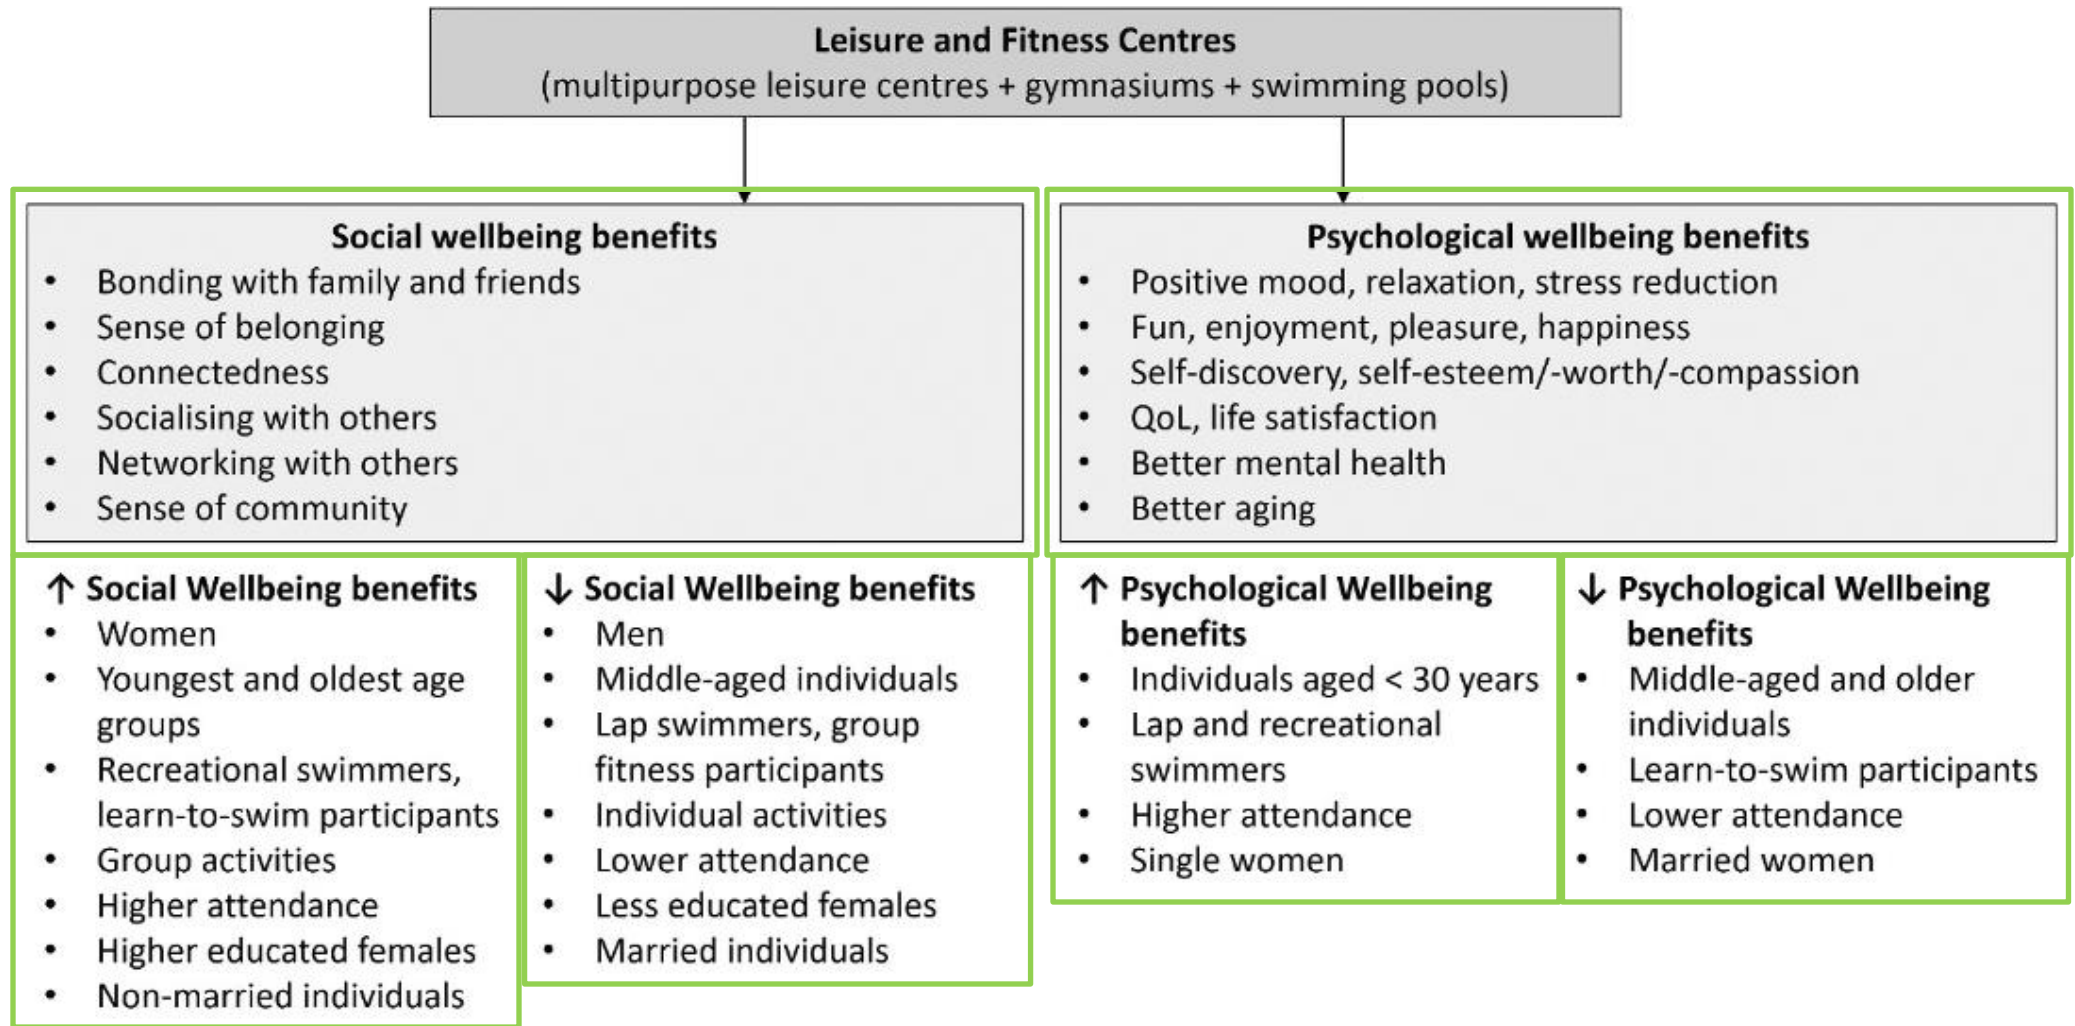 Leisure and Fitness Centres
(multipurpose leisure centres + gymnasiums + swimming pools)
Social wellbeing benefits
• Bonding with family and friends
• Sense of belonging
• Connectedness
• Socialising with others
• Networking with others
• Sense of community
Psychological wellbeing benefits
• Positive mood, relaxation, stress reduction
• Fun, enjoyment, pleasure, happiness
• Self-discovery, self-esteem/-worth/-compassion
• QoL, life satisfaction
• Better mental health
• Better aging
↑ Social Wellbeing benefits
• Women
• Youngest and oldest age
groups
• Recreational swimmers,
learn-to-swim participants
• Group activities
• Higher attendance
• Higher educated females
• Non-married individuals
↓ Social Wellbeing benefits
• Men
• Middle-aged individuals
• Lap swimmers, group
fitness participants
• Individual activities
• Lower attendance
• Less educated females
• Married individuals
↑ Psychological Wellbeing
benefits
• Individuals aged < 30 years
• Lap and recreational
swimmers
• Higher attendance
• Single women
↓ Psychological Wellbeing
benefits
• Middle-aged and older
individuals
• Learn-to-swim participants
• Lower attendance
• Married women